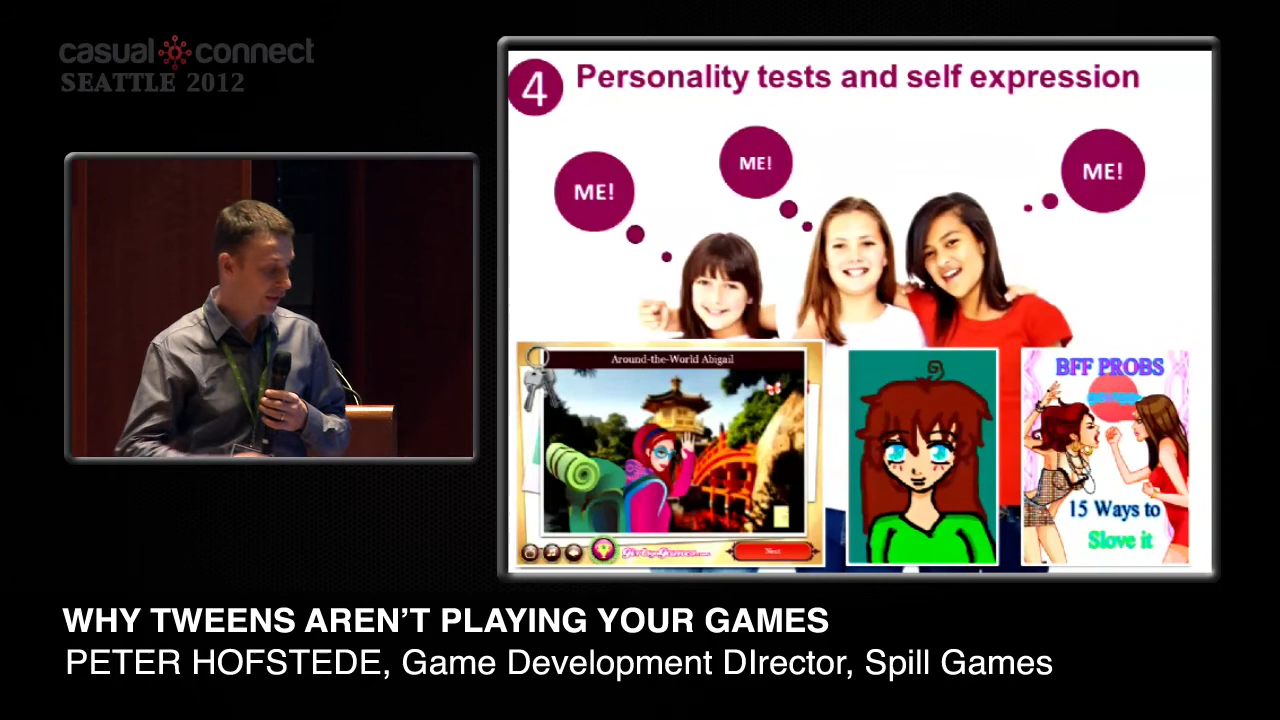 casual connect
SEATTLE 2012
4 Personality tests and self expression
ME!
ME!
ME!
Around-the-World Abigail
Next
BFF PROBS
15 Ways to
Slove it
WHY TWEENS AREN'T PLAYING YOUR GAMES
PETER HOFSTEDE, Game Development DIrector, Spill Games